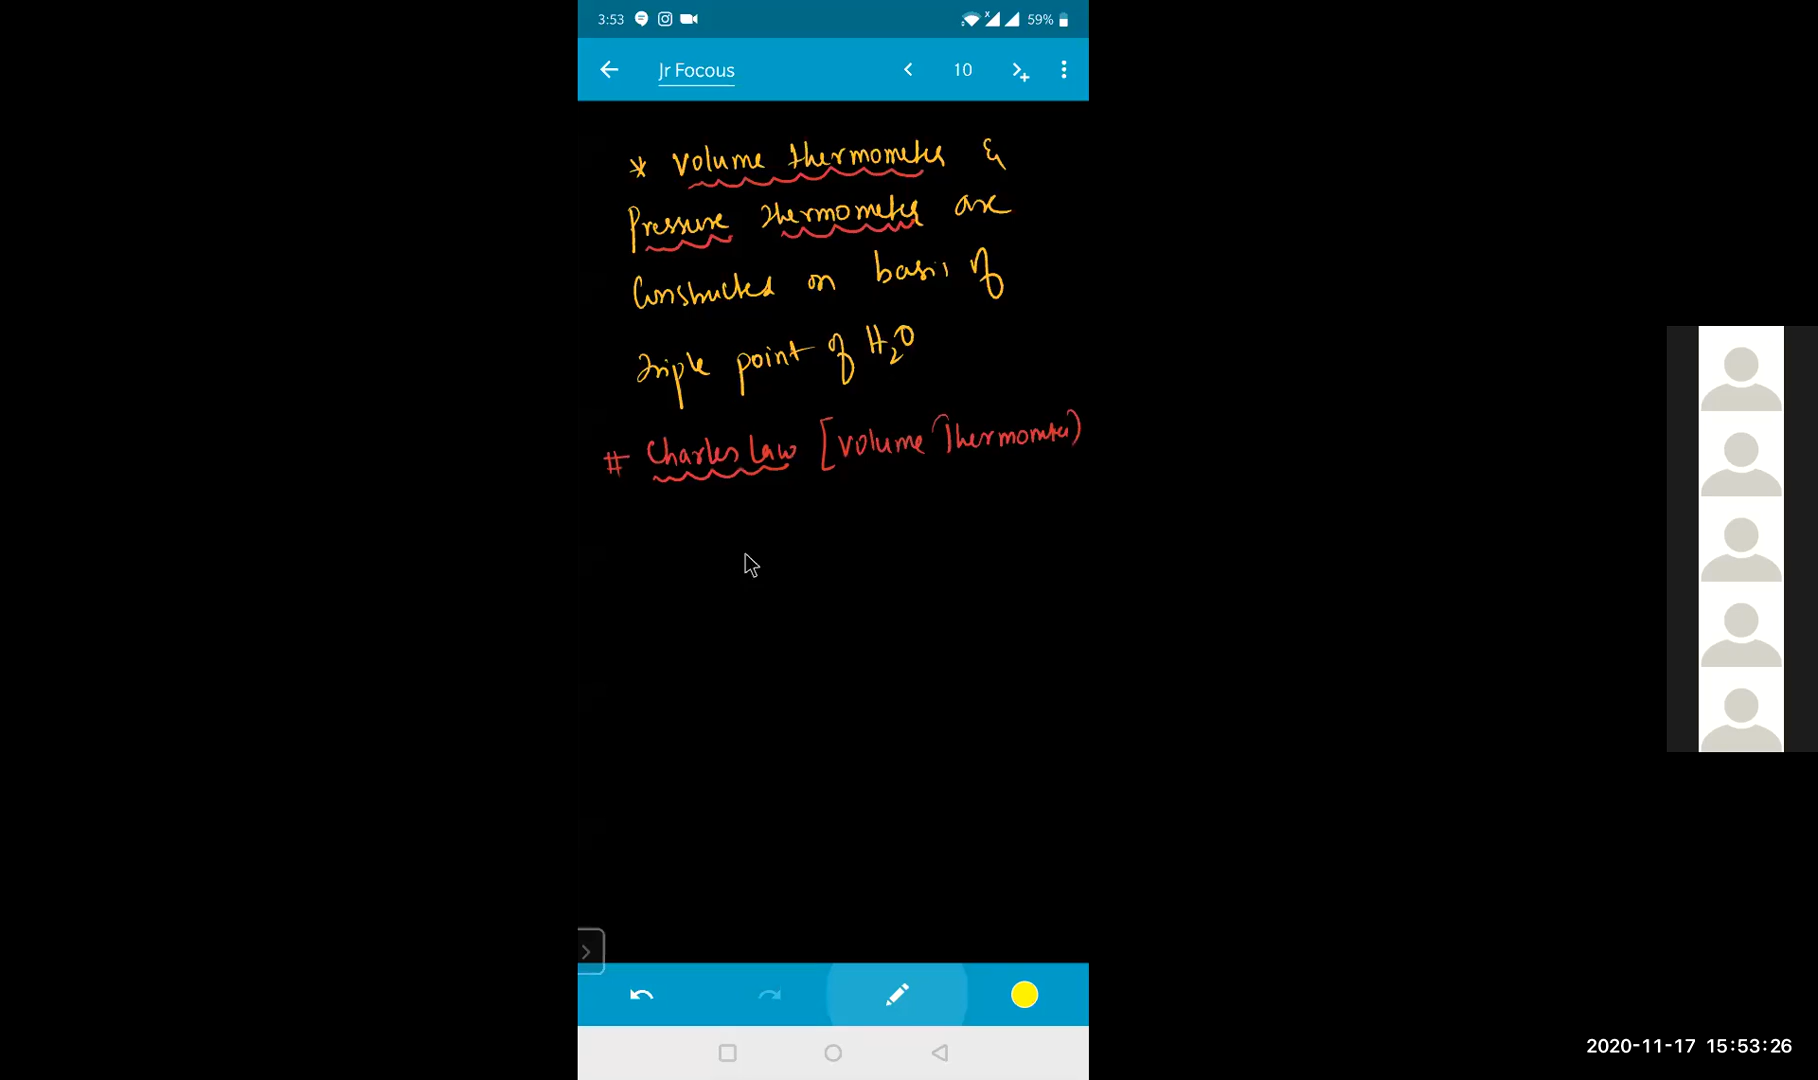 3:53 59%
Jr Focous 10
* Volume thermometer &
Pressure thermometer are
Constructed on basis of
triple point of H₂O
# Charles law [Volume Thermometer)
2020-11-17 15:53:26